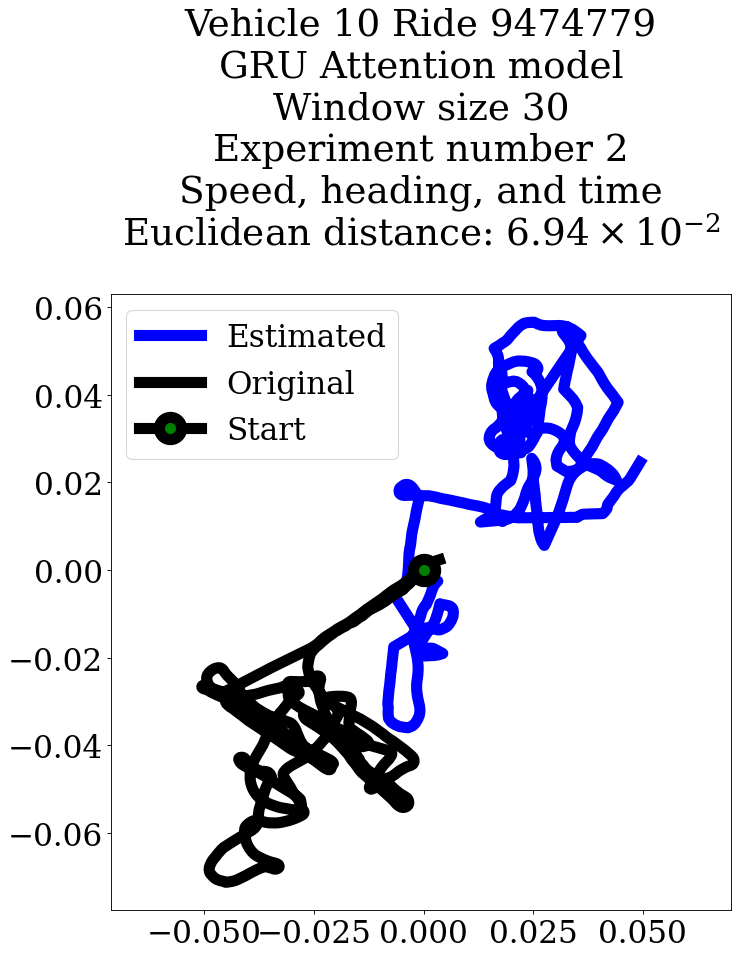 Vehicle 10 Ride 9474779
GRU Attention model
Window size 30
Experiment number 2
Speed, heading, and time
Euclidean distance: 6.94 × 10⁻²
Estimated
Original
Start
0.06
0.04
0.02
0.00
−0.02
−0.04
−0.06
−0.050 −0.025 0.000 0.025 0.050